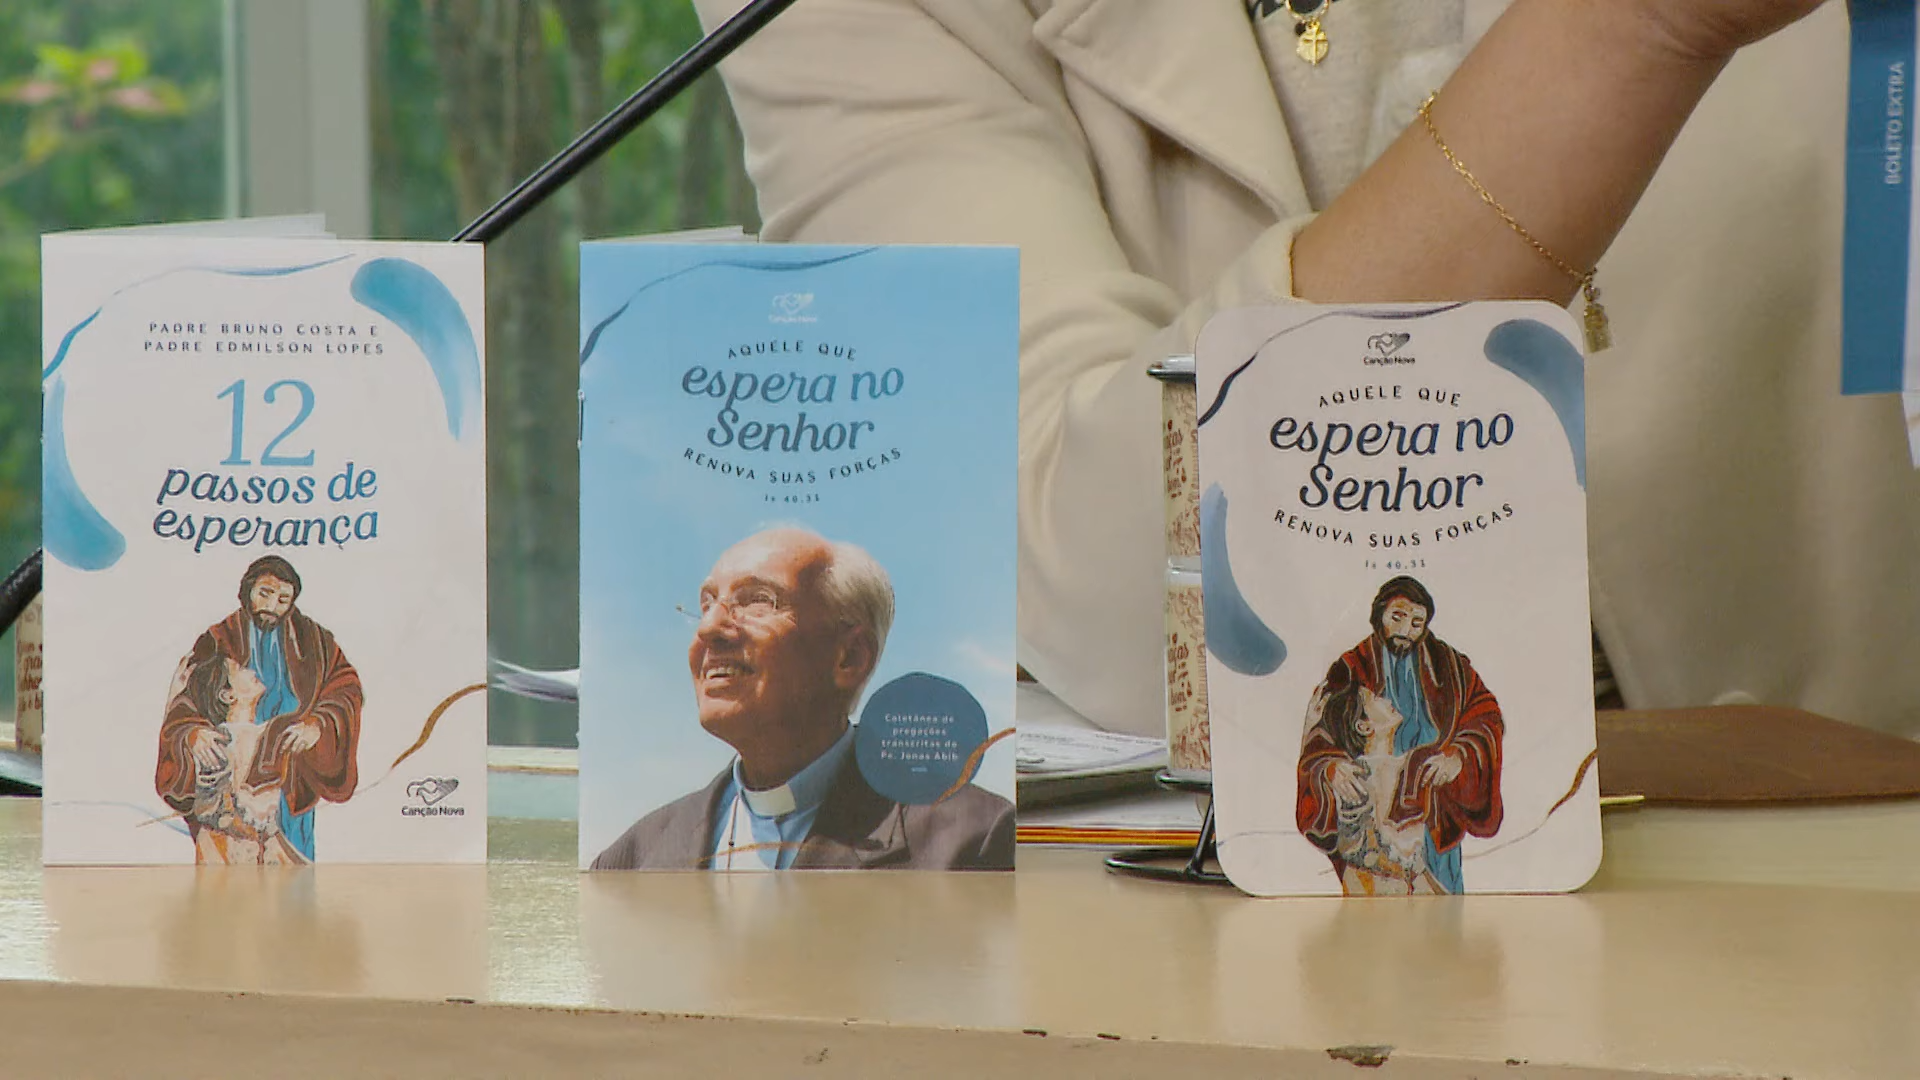 PADRE BRUNO COSTA E
PADRE EDMILSON LOPES
12
passos de
esperança
Canção Nova
Canção Nova
AQUELE QUE
espera no
Senhor
RENOVA SUAS FORÇAS
Is 40,31
Coletânea de
pregações
transcritas do
Pe. Jonas Abib
Canção Nova
AQUELE QUE
espera no
Senhor
RENOVA SUAS FORÇAS
Is 40,31
BOLETO EXTRA